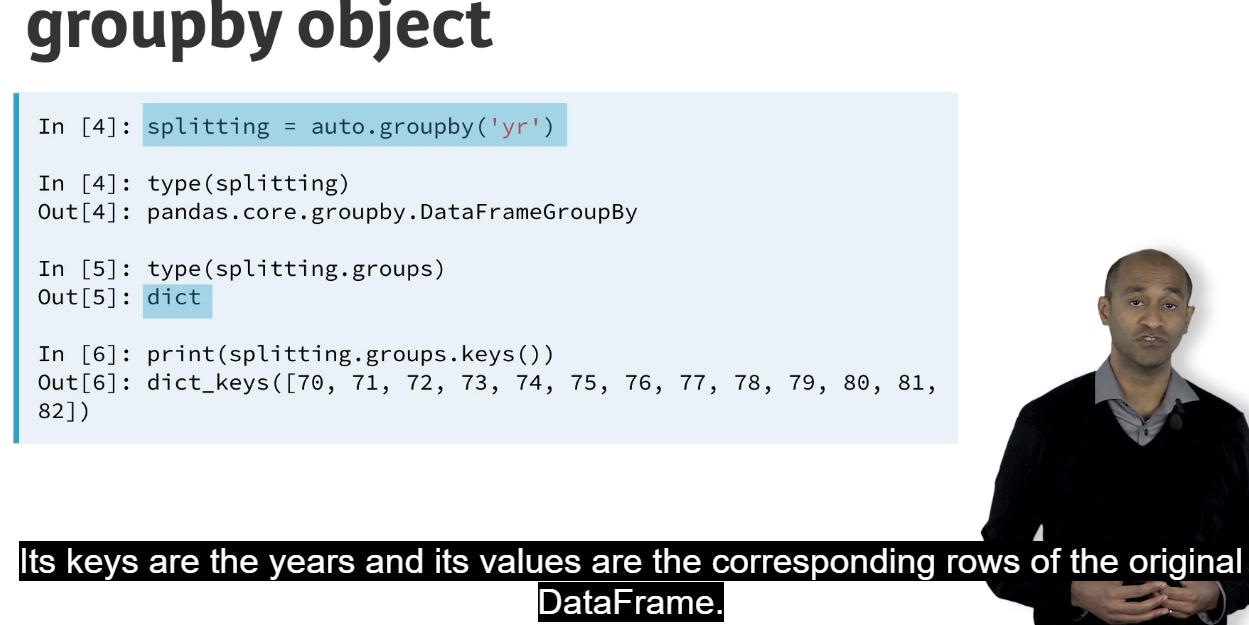 groupby object
In [4]: splitting = auto.groupby('yr')
In [4]: type(splitting)
Out[4]: pandas.core.groupby.DataFrameGroupBy
In [5]: type(splitting.groups)
Out[5]: dict
In [6]: print(splitting.groups.keys())
Out[6]: dict_keys([70, 71, 72, 73, 74, 75, 76, 77, 78, 79, 80, 81,
82])
Its keys are the years and its values are the corresponding rows of the original
DataFrame.